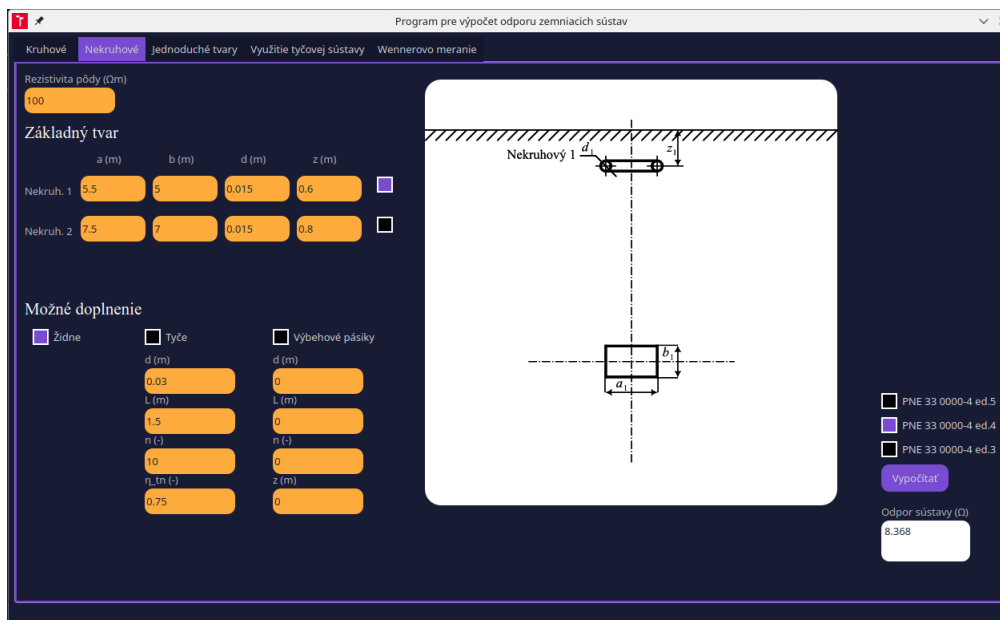 Program pre výpočet odporu zemniacich sústav
Kruhové Nekruhové Jednoduché tvary Využitie tyčovej sústavy Wennerovo meranie
Rezistivita pôdy (Ωm)
100
Základný tvar
a (m) b (m) d (m) z (m)
Nekruh. 1 5.5 5 0.015 0.6
Nekruh. 2 7.5 7 0.015 0.8
Možné doplnenie
Židne Tyče Výbehové pásiky
d (m) d (m)
0.03 0
L (m) L (m)
1.5 0
n (-) n (-)
10 0
η_tn (-) z (m)
0.75 0
Nekruhový 1 d1 z1
b1
a1
PNE 33 0000-4 ed.5
PNE 33 0000-4 ed.4
PNE 33 0000-4 ed.3
Vypočítať
Odpor sústavy (Ω)
8.368